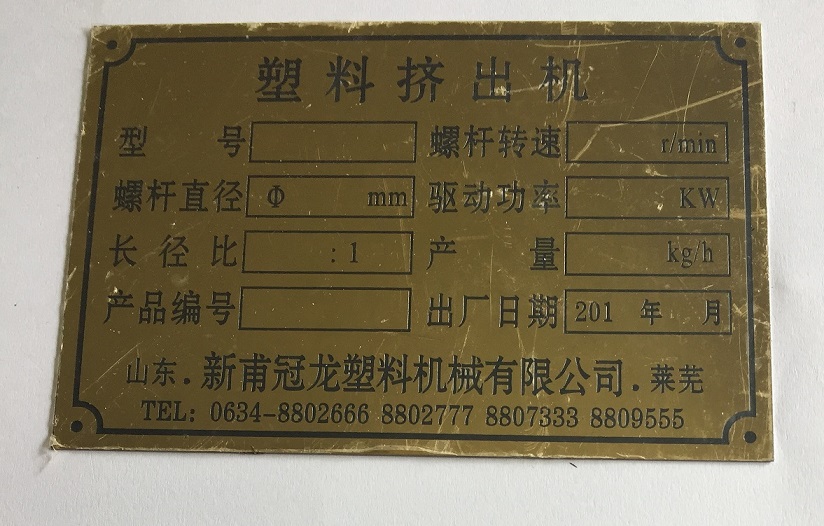 塑料挤出机
型 号 螺杆转速 r/min
螺杆直径 Φ mm 驱动功率 KW
长径比 :1 产 量 kg/h
产品编号 出厂日期 201 年 月
山东.新甫冠龙塑料机械有限公司.莱芜
TEL: 0634-8802666 8802777 8807333 8809555